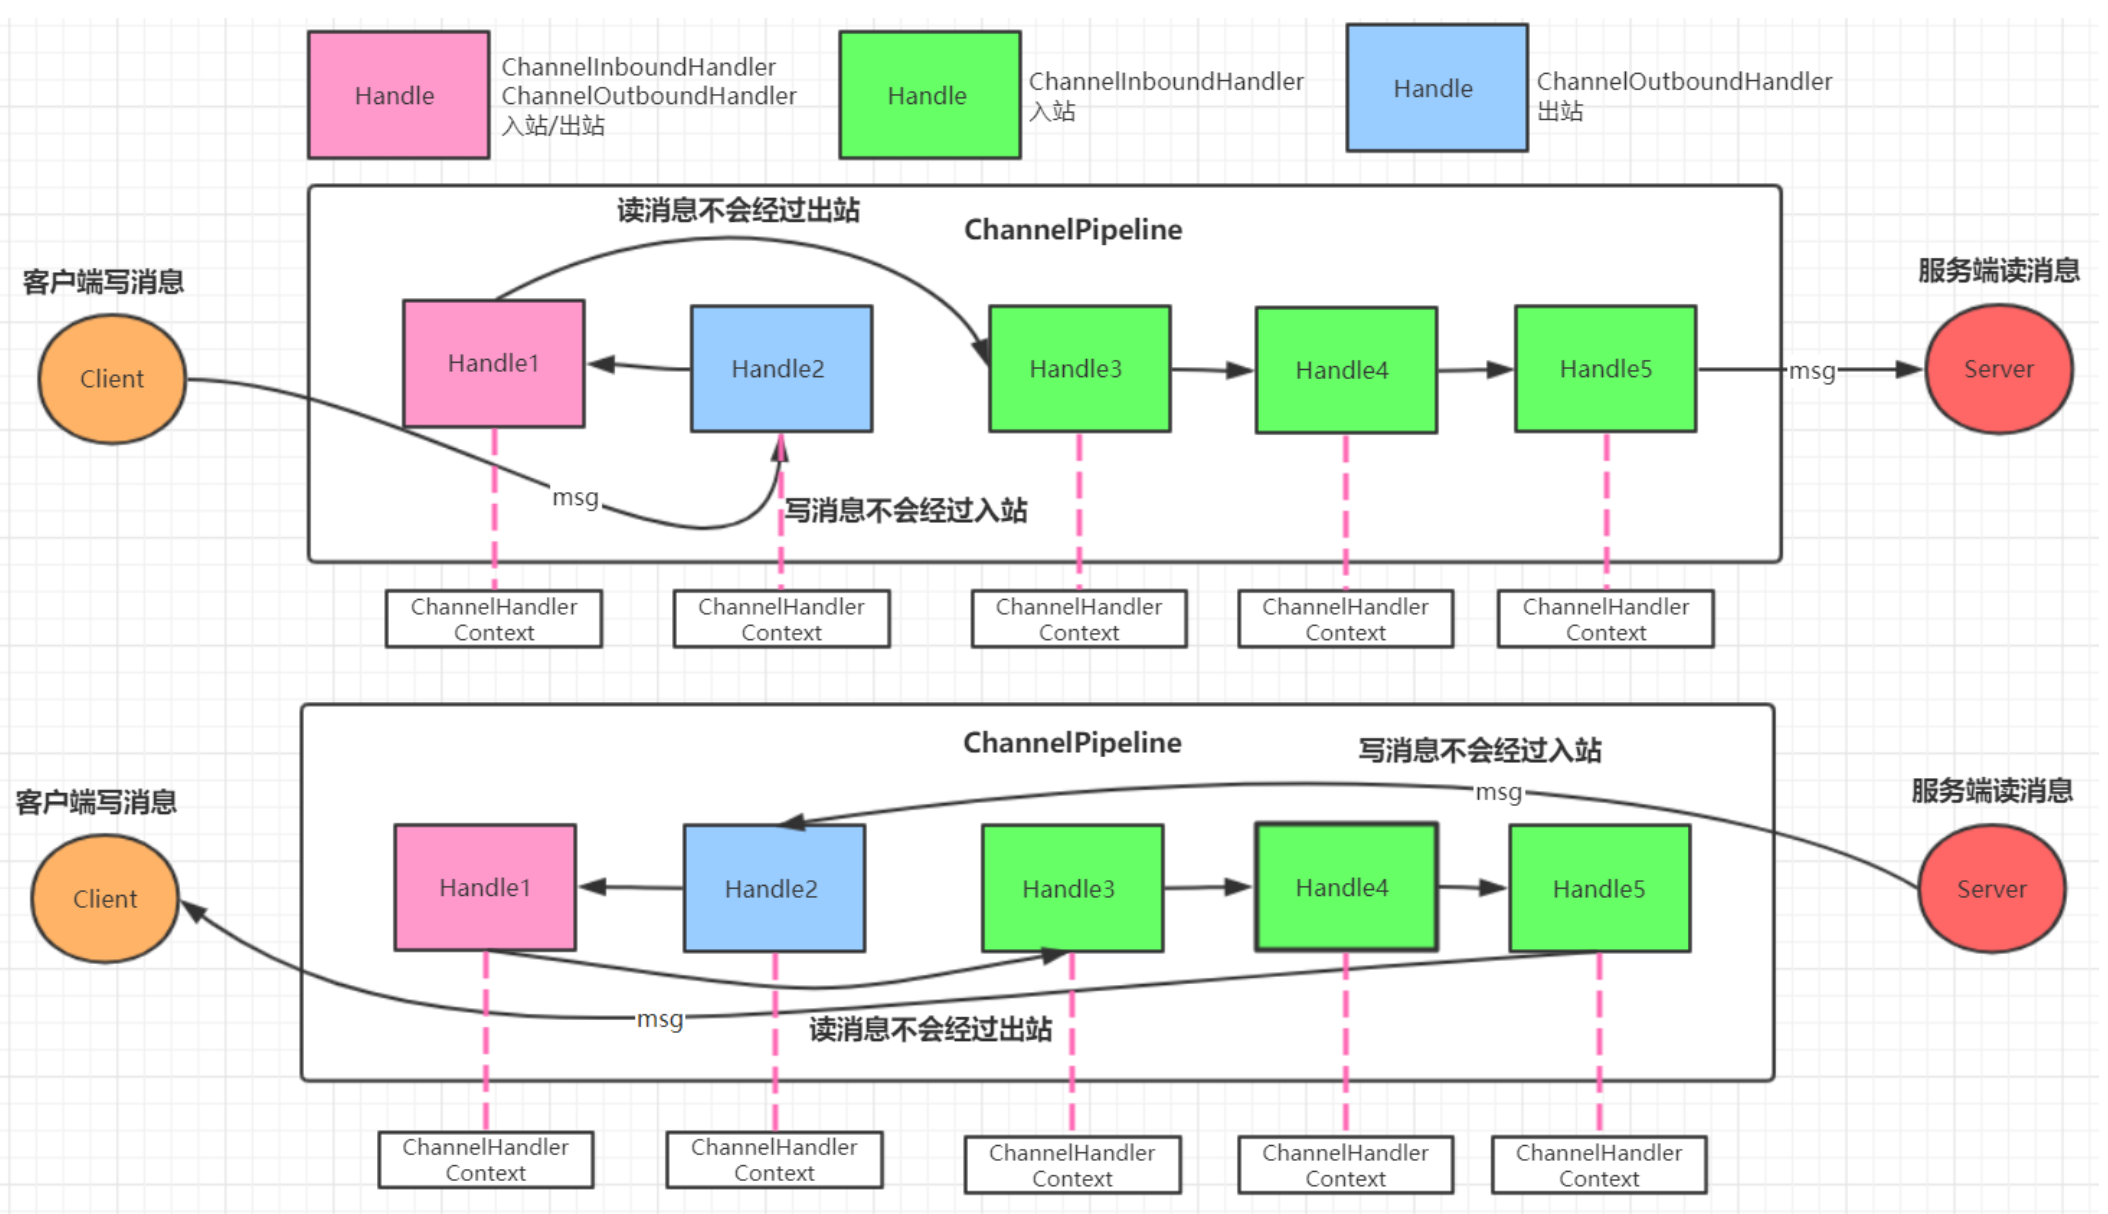 Handle
ChannelInboundHandler
ChannelOutboundHandler
入站/出站
Handle
ChannelInboundHandler
入站
Handle
ChannelOutboundHandler
出站
读消息不会经过出站
ChannelPipeline
客户端写消息
服务端读消息
Client
Handle1
Handle2
Handle3
Handle4
Handle5
msg
Server
msg
写消息不会经过入站
ChannelHandler
Context
ChannelHandler
Context
ChannelHandler
Context
ChannelHandler
Context
ChannelHandler
Context
ChannelPipeline
写消息不会经过入站
客户端写消息
msg
服务端读消息
Client
Handle1
Handle2
Handle3
Handle4
Handle5
Server
msg
读消息不会经过出站
ChannelHandler
Context
ChannelHandler
Context
ChannelHandler
Context
ChannelHandler
Context
ChannelHandler
Context